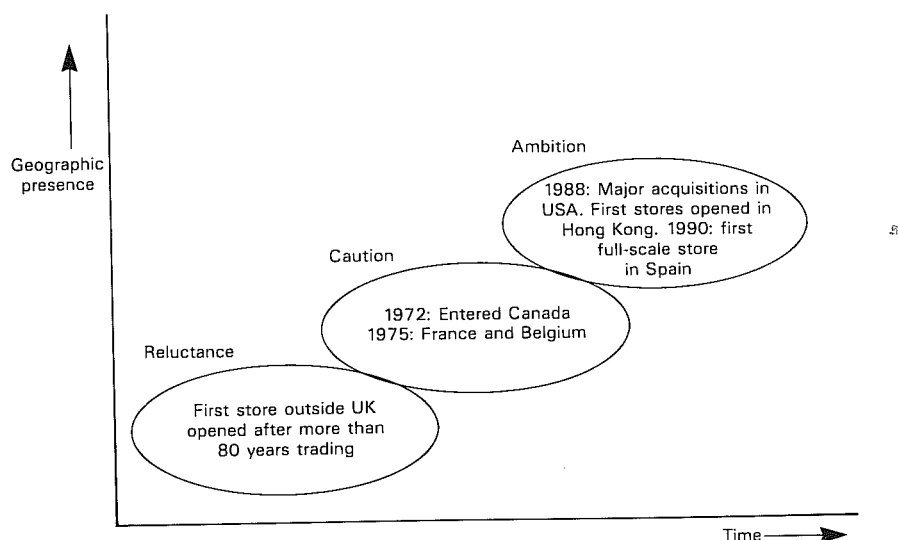 Ambition
Geographic
presence
1988: Major acquisitions in
USA. First stores opened in
Hong Kong. 1990: first
full-scale store
in Spain
Caution
1972: Entered Canada
1975: France and Belgium
Reluctance
First store outside UK
opened after more than
80 years trading
Time